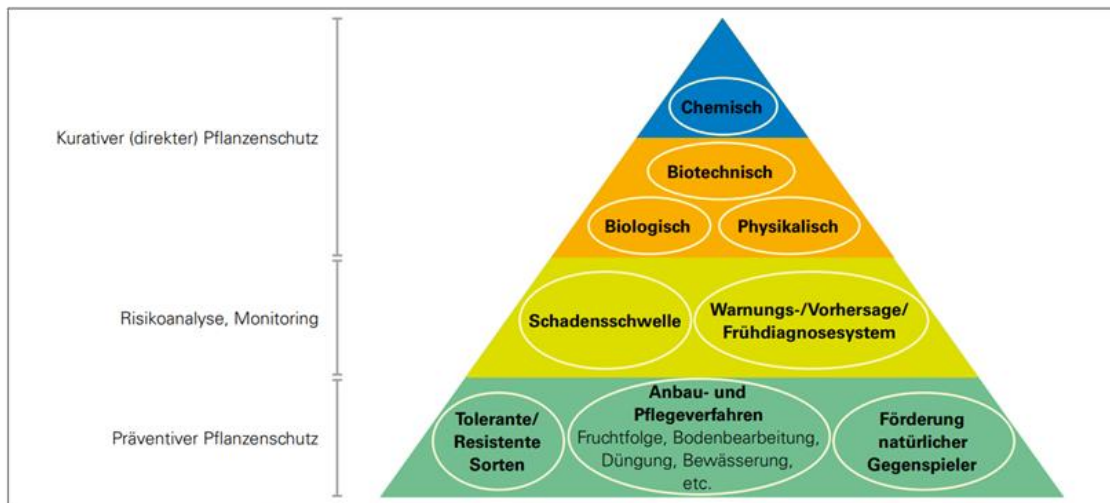 Kurativer (direkter) Pflanzenschutz
Chemisch
Biotechnisch
Biologisch
Physikalisch
Risikoanalyse, Monitoring
Schadensschwelle
Warnungs-/Vorhersage/
Frühdiagnosesystem
Präventiver Pflanzenschutz
Tolerante/
Resistente
Sorten
Anbau- und
Pflegeverfahren
Fruchtfolge, Bodenbearbeitung,
Düngung, Bewässerung,
etc.
Förderung
natürlicher
Gegenspieler